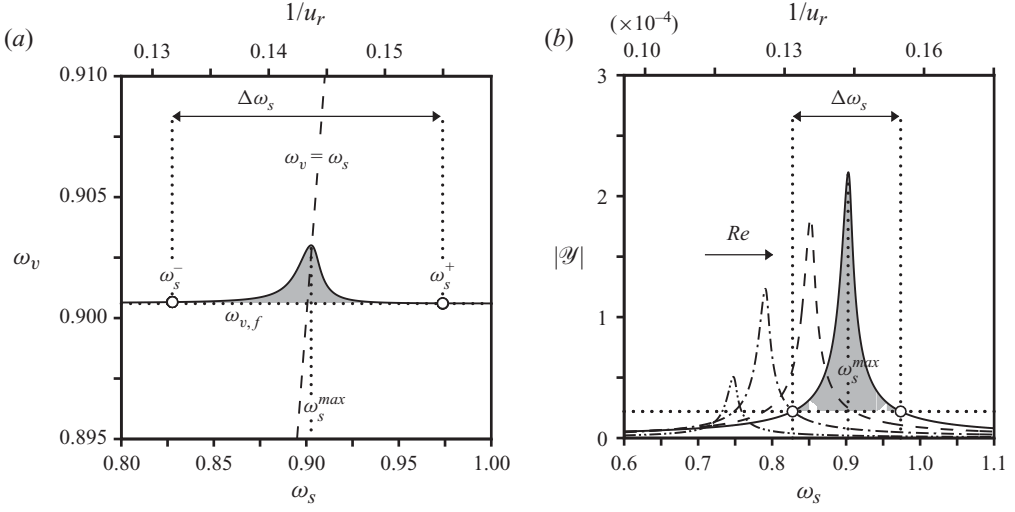 (a)
1/u_r
0.132 0.144 0.155
0.910
Δω_s
ω_v = ω_s
0.905
ω_v
ω_s^−
ω_s^+
0.900
ω_{v, f}
ω_s^{max}
0.895
0.80 0.85 0.90 0.95 1.00
ω_s
(b)
(×10^{–4})
1/u_r
0.10 0.13 0.16
3
Δω_s
2
Re
|𝒴|
1
ω_s^{max}
0
0.6 0.7 0.8 0.9 1.0 1.1
ω_s